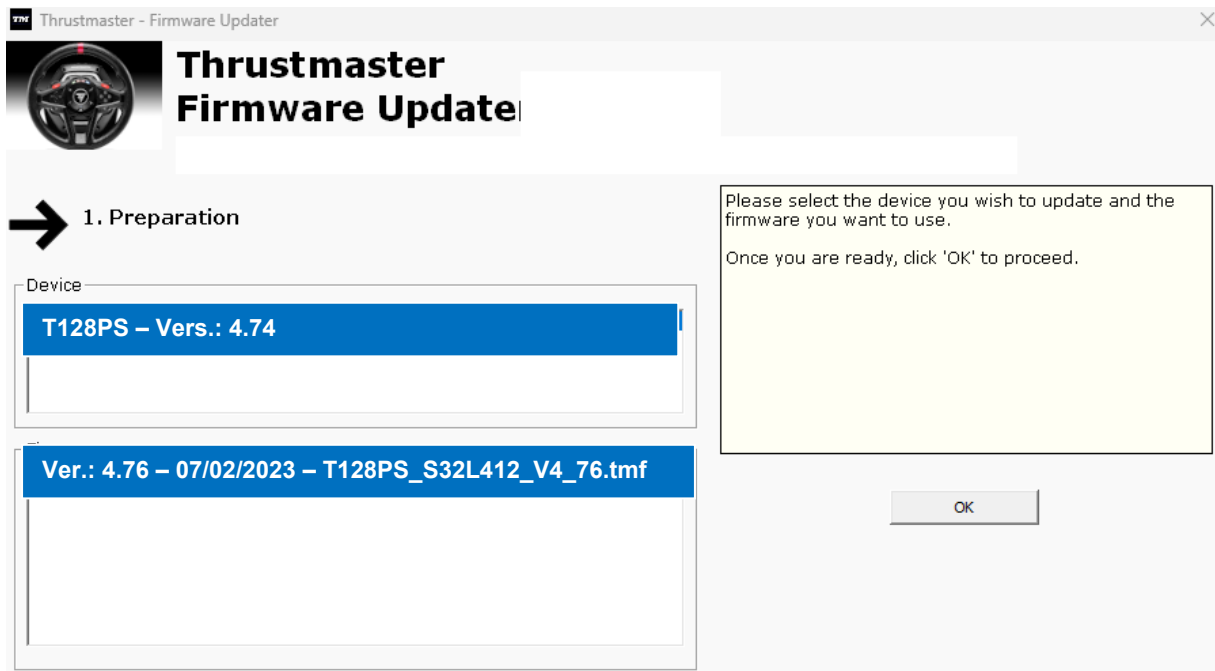 Thrustmaster - Firmware Updater
Thrustmaster
Firmware Updater
1. Preparation
Please select the device you wish to update and the
firmware you want to use.
Once you are ready, click 'OK' to proceed.
Device
T128PS – Vers.: 4.74
Ver.: 4.76 – 07/02/2023 – T128PS_S32L412_V4_76.tmf
OK